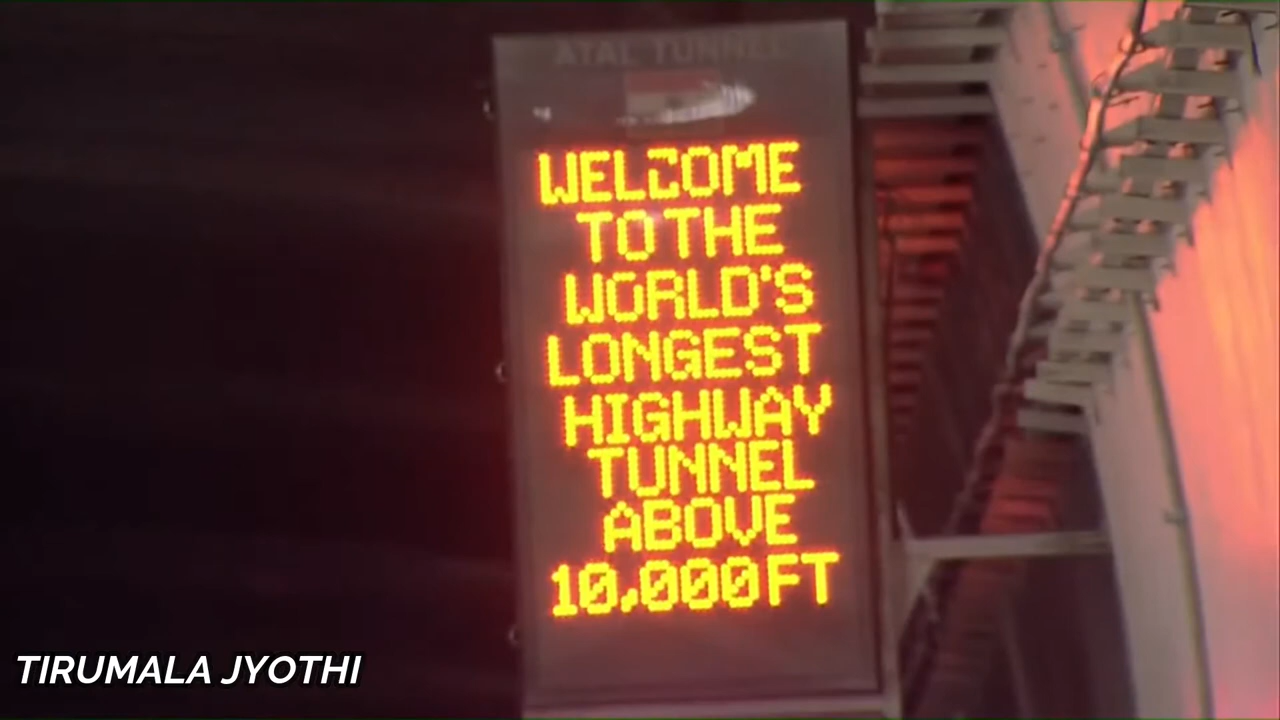 ATAL TUNNEL
WELCOME
TO THE
WORLD'S
LONGEST
HIGHWAY
TUNNEL
ABOVE
10,000 FT
TIRUMALA JYOTHI